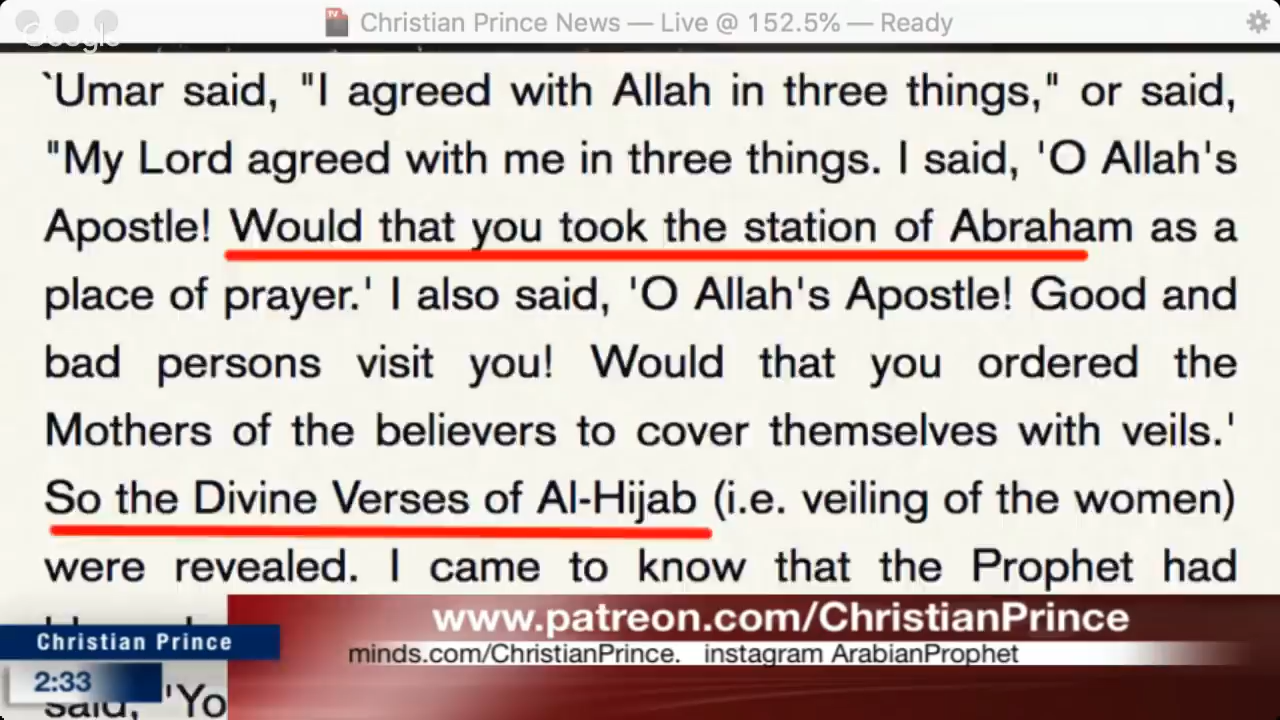 Christian Prince News — Live @ 152.5% — Ready
Google
`Umar said, "I agreed with Allah in three things," or said,
"My Lord agreed with me in three things. I said, 'O Allah's
Apostle! Would that you took the station of Abraham as a
place of prayer.' I also said, 'O Allah's Apostle! Good and
bad persons visit you! Would that you ordered the
Mothers of the believers to cover themselves with veils.'
So the Divine Verses of Al-Hijab (i.e. veiling of the women)
were revealed. I came to know that the Prophet had
www.patreon.com/ChristianPrince
Christian Prince
minds.com/ChristianPrince. instagram ArabianProphet
2:33
said, 'Yo